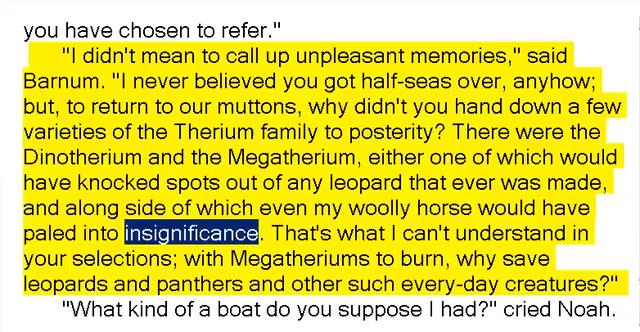 you have chosen to refer."
"I didn't mean to call up unpleasant memories," said
Barnum. "I never believed you got half-seas over, anyhow;
but, to return to our muttons, why didn't you hand down a few
varieties of the Therium family to posterity? There were the
Dinotherium and the Megatherium, either one of which would
have knocked spots out of any leopard that ever was made,
and along side of which even my woolly horse would have
paled into insignificance. That's what I can't understand in
your selections; with Megatheriums to burn, why save
leopards and panthers and other such every-day creatures?"
"What kind of a boat do you suppose I had?" cried Noah.